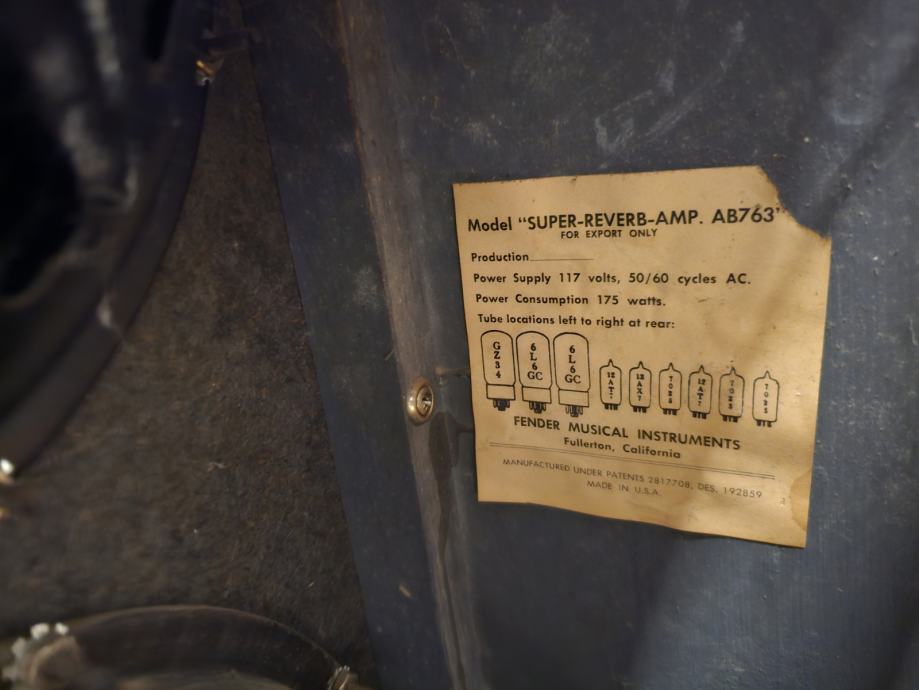 Model “SUPER-REVERB-AMP. AB763”
FOR EXPORT ONLY
Production
Power Supply 117 volts, 50/60 cycles AC.
Power Consumption 175 watts.
Tube locations left to right at rear:
GZ34 6L6GC 6L6GC 12AT7 12AX7 7025 12AT7 7025 7025
FENDER MUSICAL INSTRUMENTS
Fullerton, California
MANUFACTURED UNDER PATENTS 2817708, DES. 192859
MADE IN U.S.A.